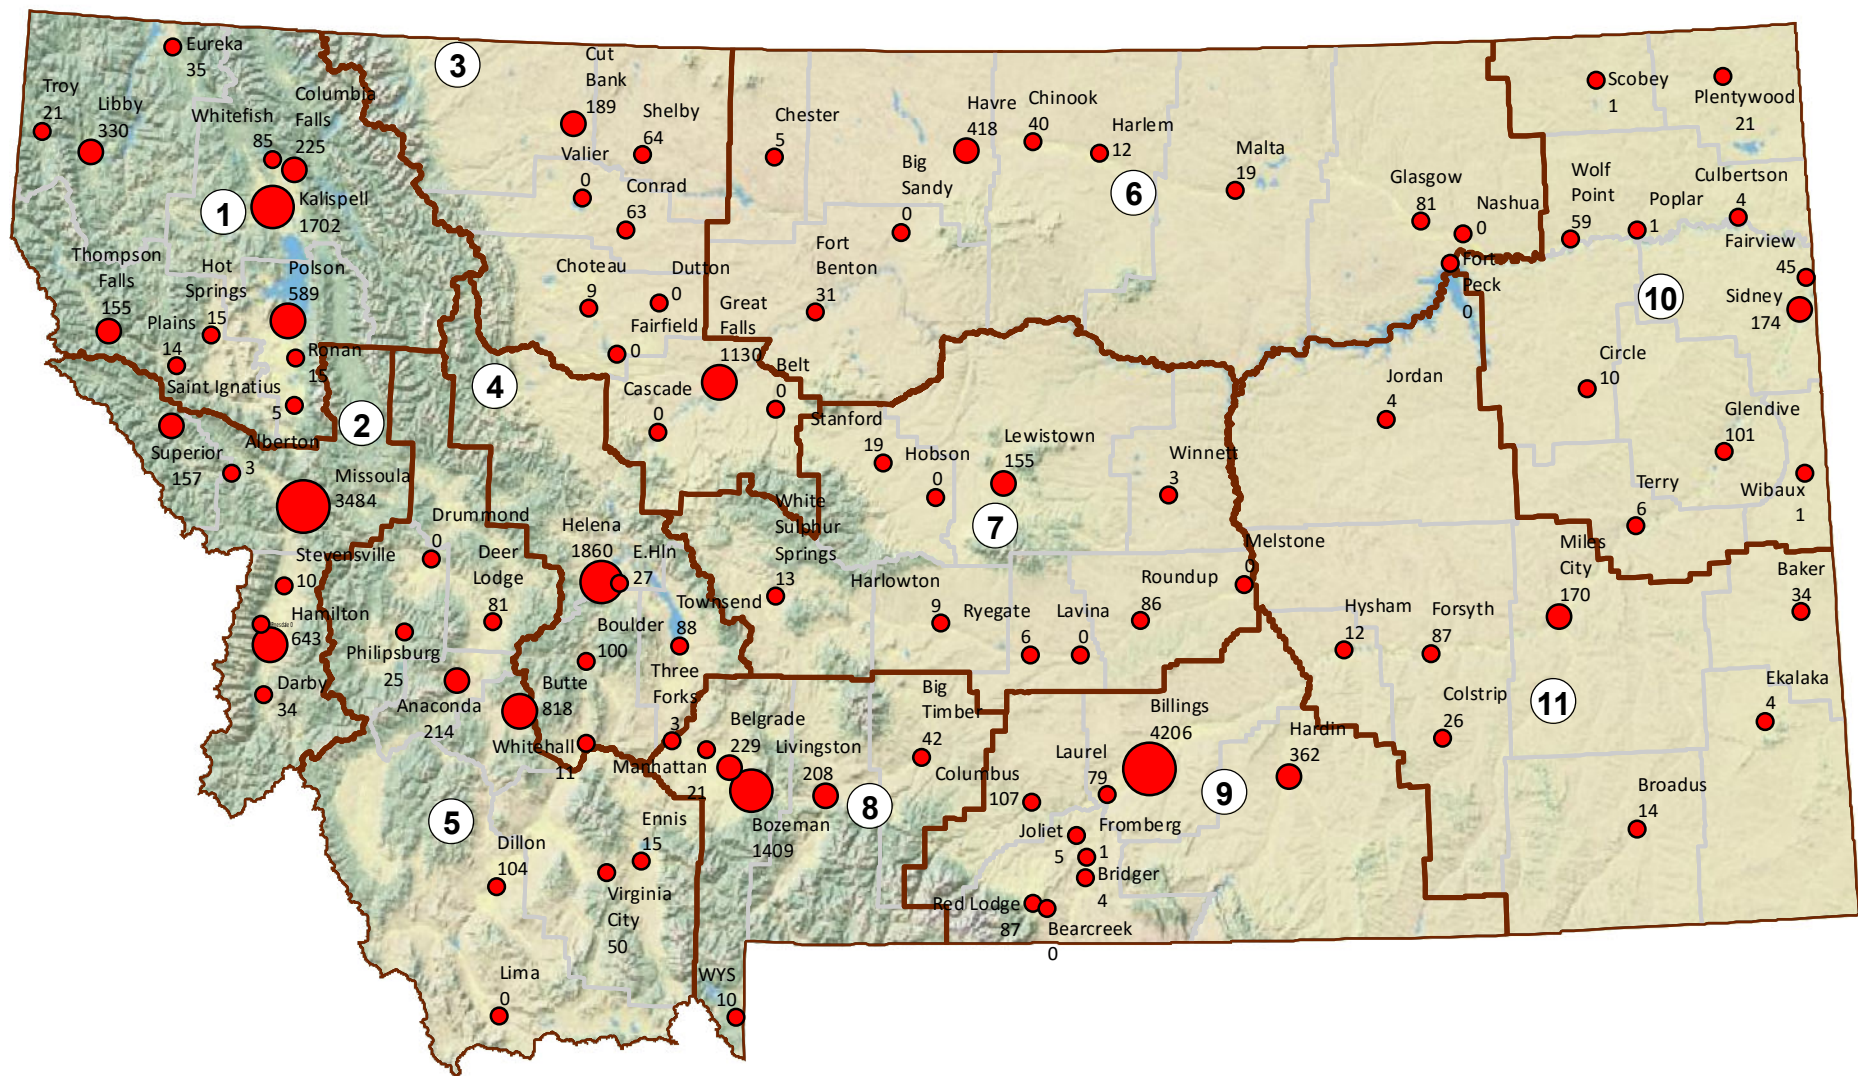 Eureka
35
Troy
21
Libby
330
Whitefish
85
Columbia
Falls
225
1
Kalispell
1702
Thompson
Falls
155
Hot
Springs
15
Polson
589
Plains
14
Ronan
15
Saint Ignatius
5
2
Superior
157
Alberton
3
Missoula
3484
Stevensville
10
Hamilton
643
Darby
34
3
Cut
Bank
189
Shelby
64
Valier
0
Conrad
63
Choteau
9
Dutton
0
Fairfield
0
Great
Falls
1130
Cascade
0
Belt
0
4
Drummond
0
Deer
Lodge
81
Philipsburg
25
Anaconda
214
Helena
1860
E.Hln
27
Townsend
88
Boulder
100
Butte
818
Three
Forks
3
Whitehall
11
5
Dillon
104
Ennis
15
Virginia
City
50
Lima
0
Chester
5
Havre
418
Chinook
40
Harlem
12
Big
Sandy
0
6
Malta
19
Fort
Benton
31
Glasgow
81
Nashua
0
Fort
Peck
0
Stanford
19
Hobson
0
Lewistown
155
Winnett
3
7
White
Sulphur
Springs
13
Harlowton
9
Ryegate
6
Lavina
0
Roundup
86
Melstone
0
Manhattan
21
Belgrade
229
Livingston
208
Bozeman
1409
8
Big
Timber
42
WYS
10
Columbus
107
Laurel
79
Billings
4206
9
Hardin
362
Joliet
5
Fromberg
1
Bridger
4
Red Lodge
87
Bearcreek
0
Scobey
1
Plentywood
21
Wolf
Point
59
Poplar
1
Culbertson
4
Fairview
45
Sidney
174
10
Circle
10
Glendive
101
Terry
6
Wibaux
1
Jordan
4
Miles
City
170
Baker
34
Hysham
12
Forsyth
87
Colstrip
26
11
Ekalaka
4
Broadus
14